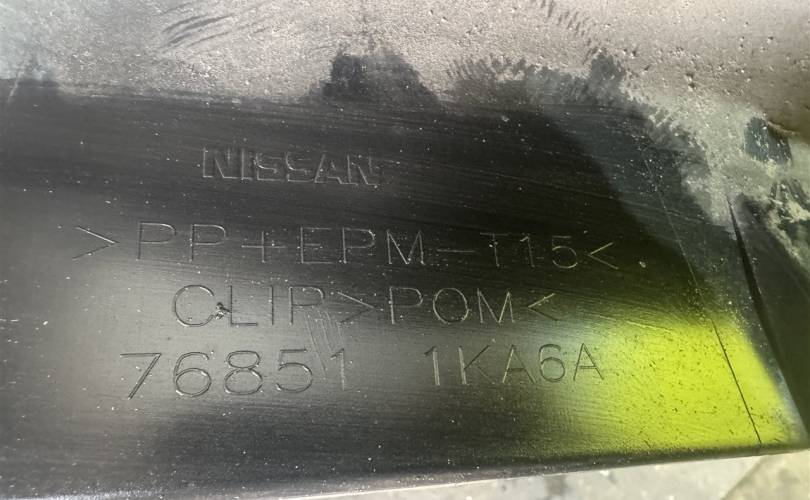 NISSAN
>PP+EPM-T15<
CLIP>POM<
76851 1KA6A